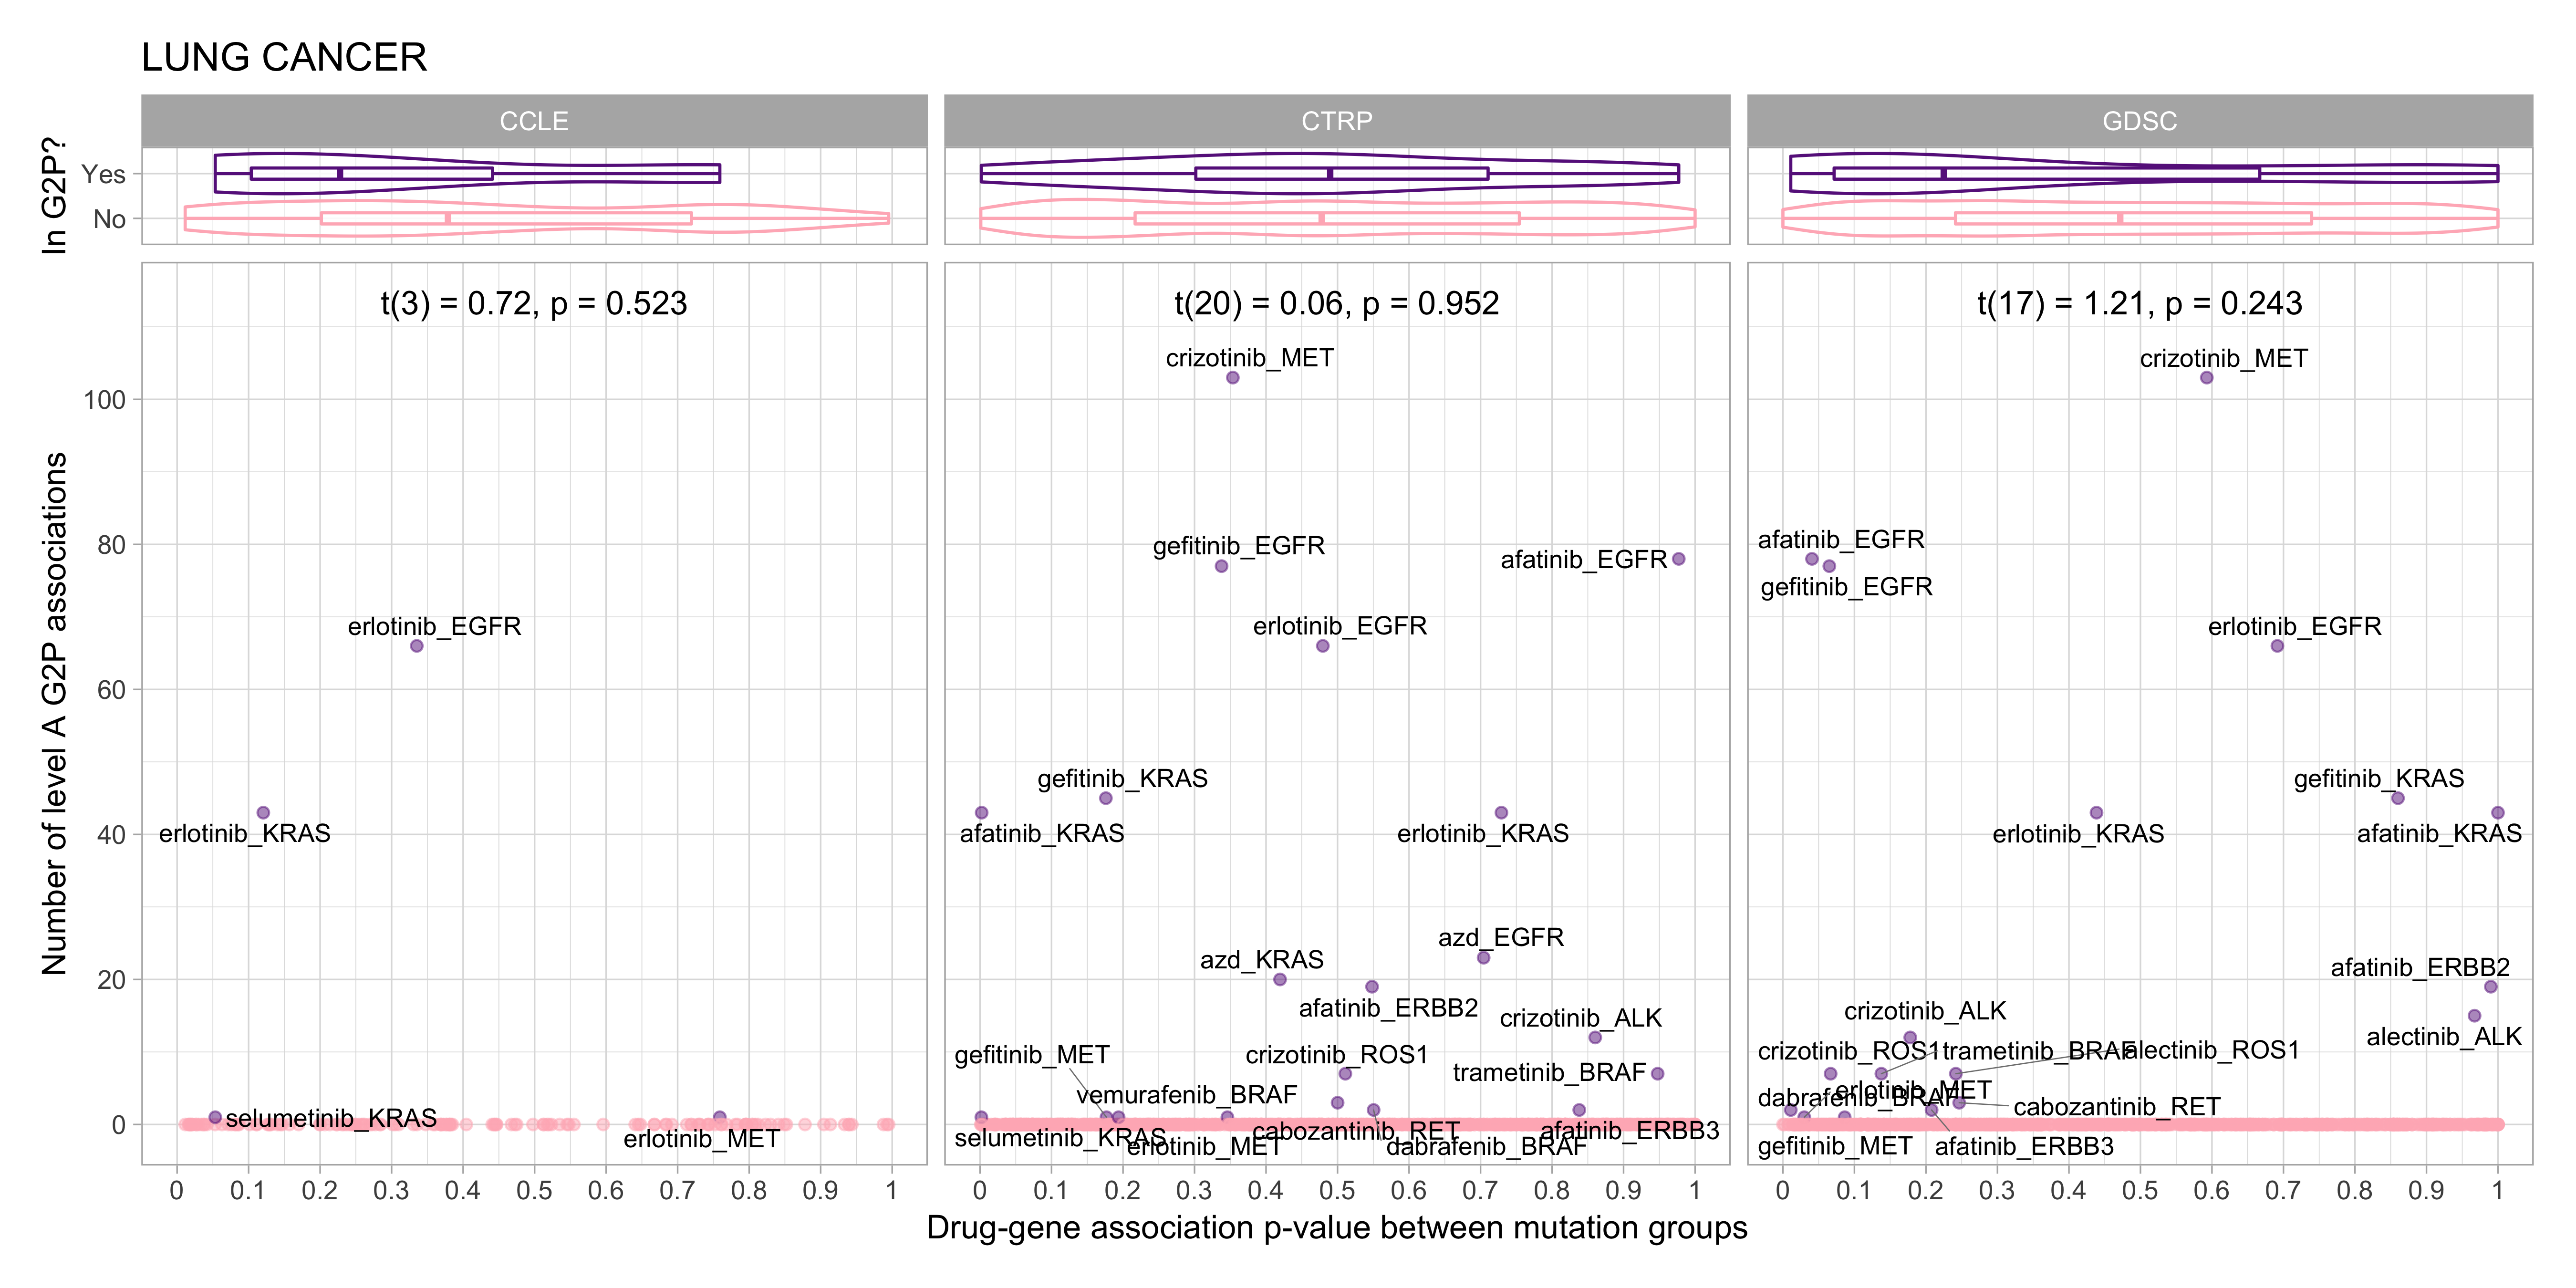 LUNG CANCER
CCLE
CTRP
GDSC
In G2P?
Yes
No
Number of level A G2P associations
100
80
60
40
20
0
t(3) = 0.72, p = 0.523
erlotinib_EGFR
erlotinib_KRAS
selumetinib_KRAS
erlotinib_MET
t(20) = 0.06, p = 0.952
crizotinib_MET
gefitinib_EGFR
afatinib_EGFR
erlotinib_EGFR
gefitinib_KRAS
afatinib_KRAS
erlotinib_KRAS
azd_EGFR
azd_KRAS
afatinib_ERBB2
crizotinib_ALK
gefitinib_MET
crizotinib_ROS1
trametinib_BRAF
vemurafenib_BRAF
selumetinib_KRAS
cabozantinib_RET
afatinib_ERBB3
erlotinib_MET
dabrafenib_BRAF
t(17) = 1.21, p = 0.243
crizotinib_MET
afatinib_EGFR
gefitinib_EGFR
erlotinib_EGFR
gefitinib_KRAS
erlotinib_KRAS
afatinib_KRAS
afatinib_ERBB2
crizotinib_ALK
alectinib_ALK
crizotinib_ROS1
trametinib_BRAF
alectinib_ROS1
erlotinib_MET
dabrafenib_BRAF
cabozantinib_RET
gefitinib_MET
afatinib_ERBB3
0 0.1 0.2 0.3 0.4 0.5 0.6 0.7 0.8 0.9 1
0 0.1 0.2 0.3 0.4 0.5 0.6 0.7 0.8 0.9 1
0 0.1 0.2 0.3 0.4 0.5 0.6 0.7 0.8 0.9 1
Drug-gene association p-value between mutation groups